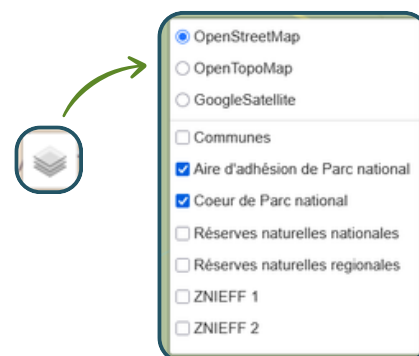 OpenStreetMap
OpenTopoMap
GoogleSatellite
Communes
Aire d'adhésion de Parc national
Coeur de Parc national
Réserves naturelles nationales
Réserves naturelles regionales
ZNIEFF 1
ZNIEFF 2